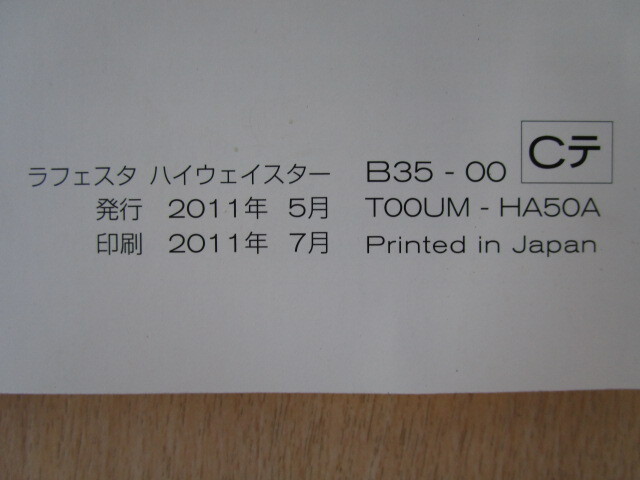 ラフェスタ ハイウェイスター B35 - 00 Cテ
発行 2011年 5月 T00UM - HA50A
印刷 2011年 7月 Printed in Japan